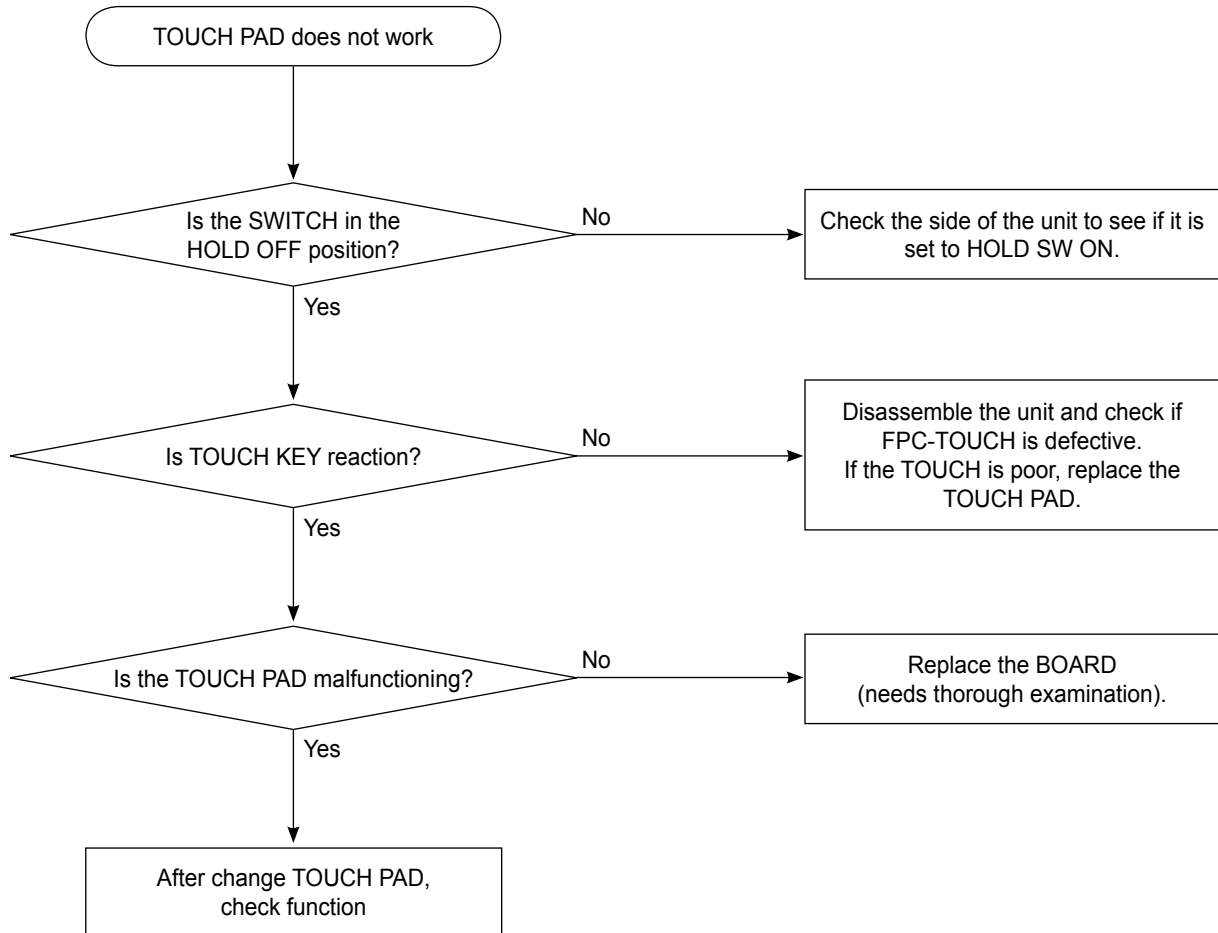 TOUCH PAD does not work
Is the SWITCH in the
HOLD OFF position?
No
Check the side of the unit to see if it is
set to HOLD SW ON.
Yes
Is TOUCH KEY reaction?
No
Disassemble the unit and check if
FPC-TOUCH is defective.
If the TOUCH is poor, replace the
TOUCH PAD.
Yes
Is the TOUCH PAD malfunctioning?
No
Replace the BOARD
(needs thorough examination).
Yes
After change TOUCH PAD,
check function